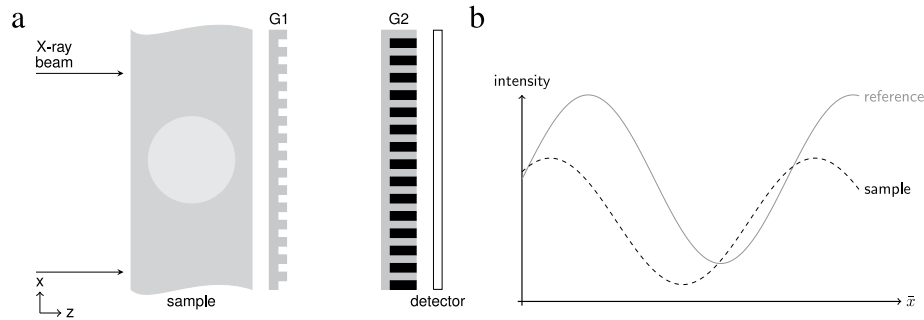 a
X-ray
beam
G1
G2
x
z
sample
detector
b
intensity
reference
sample
x̄